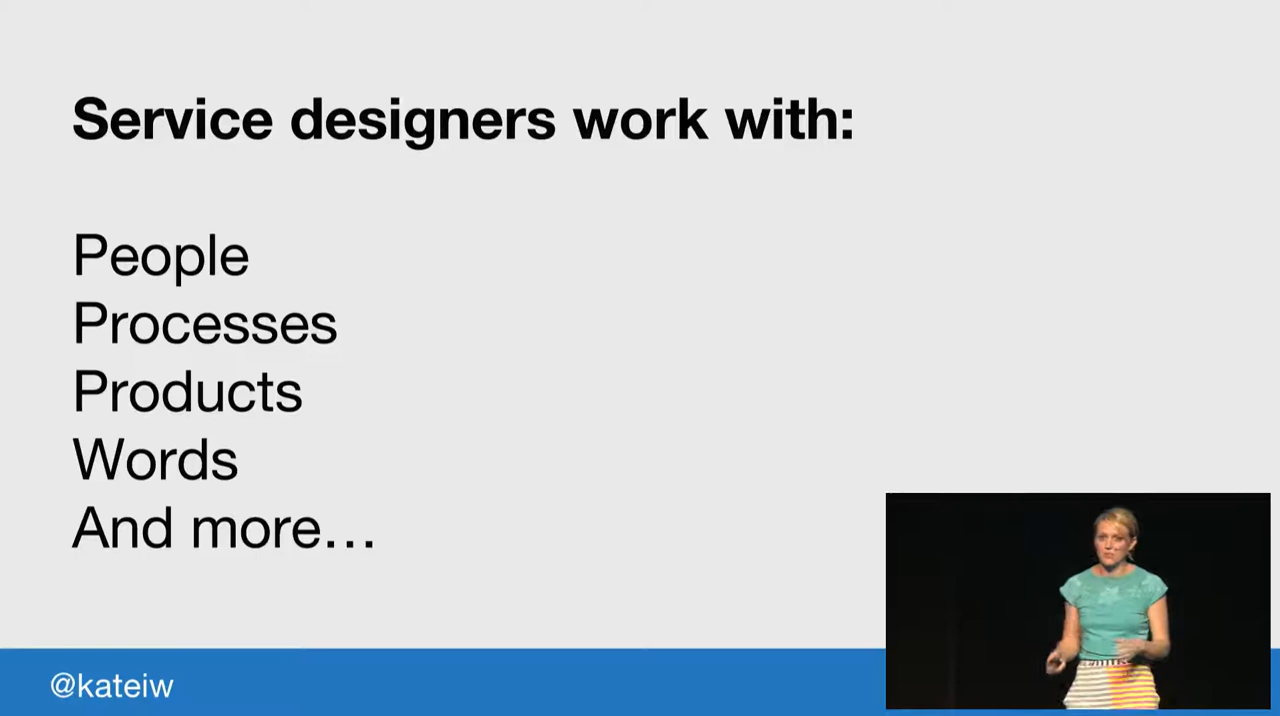 Service designers work with:
People
Processes
Products
Words
And more…
@kateiw